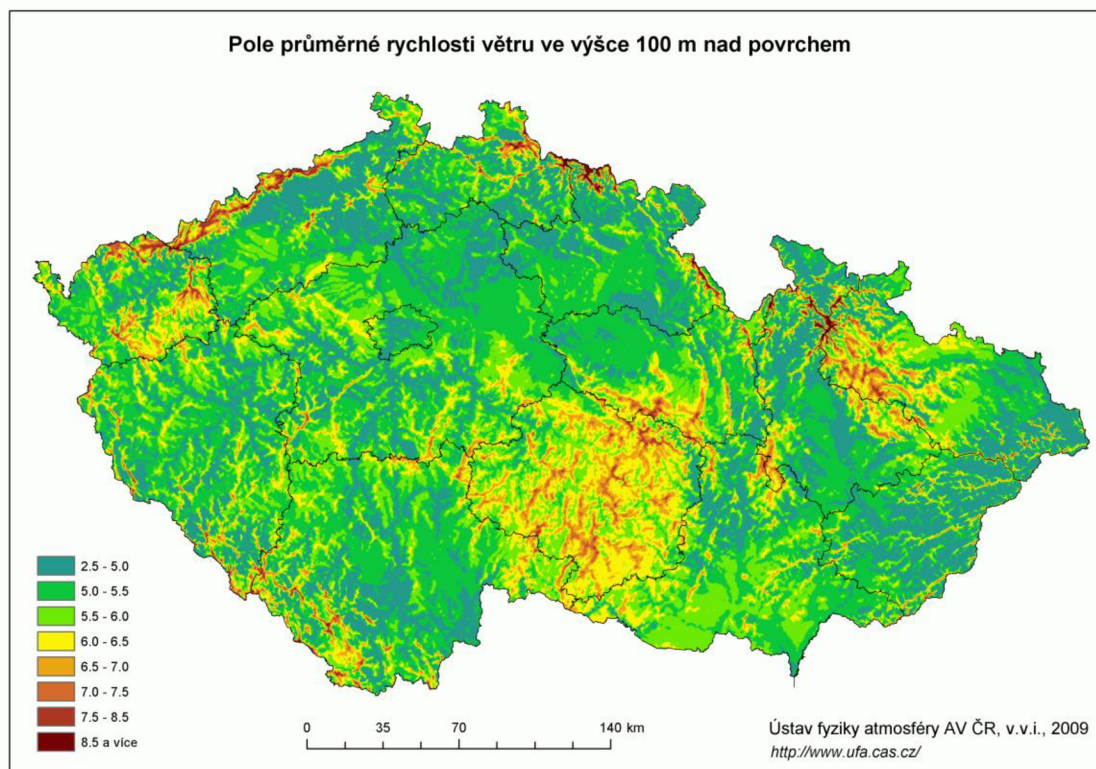 Pole průměrné rychlosti větru ve výšce 100 m nad povrchem
2.5 - 5.0
5.0 - 5.5
5.5 - 6.0
6.0 - 6.5
6.5 - 7.0
7.0 - 7.5
7.5 - 8.5
8.5 a více
0 35 70 140 km
Ústav fyziky atmosféry AV ČR, v.v.i., 2009
http://www.ufa.cas.cz/